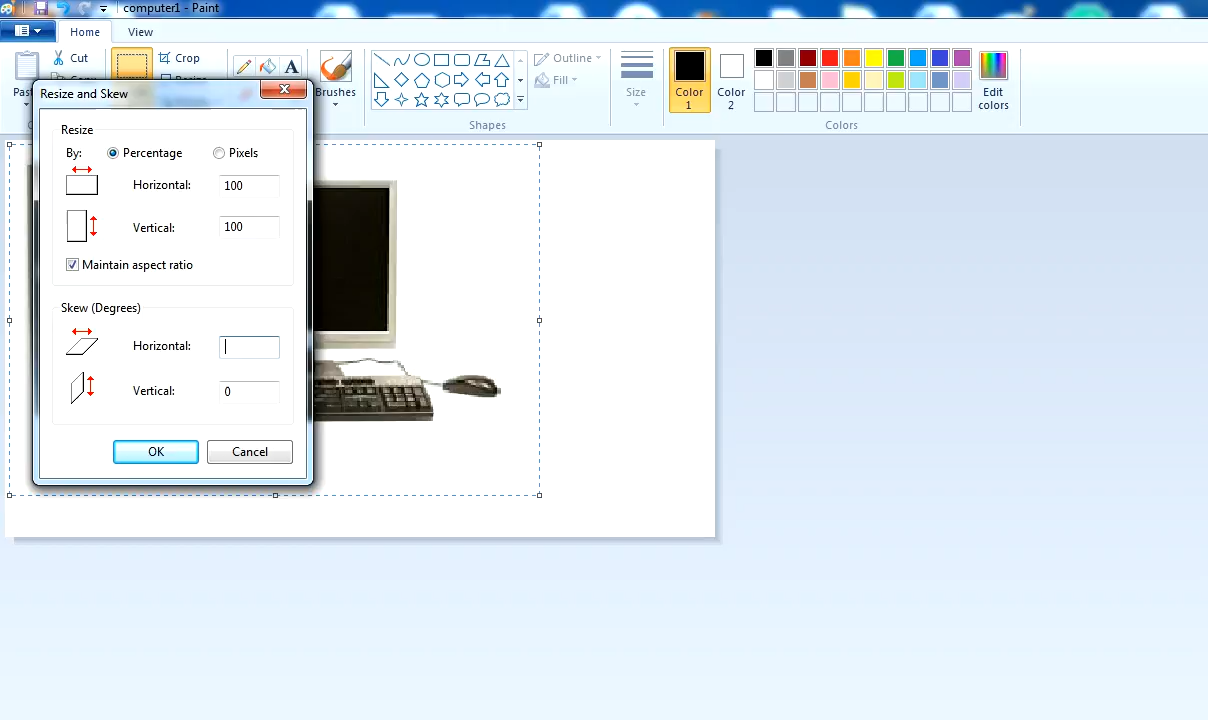 computer1 - Paint
Home
View
Cut
Crop
Outline
Fill
Brushes
Size
Color
1
Color
2
Edit
colors
Shapes
Colors
Resize and Skew
Resize
By:
Percentage
Pixels
Horizontal:
100
Vertical:
100
Maintain aspect ratio
Skew (Degrees)
Horizontal:
Vertical:
0
OK
Cancel